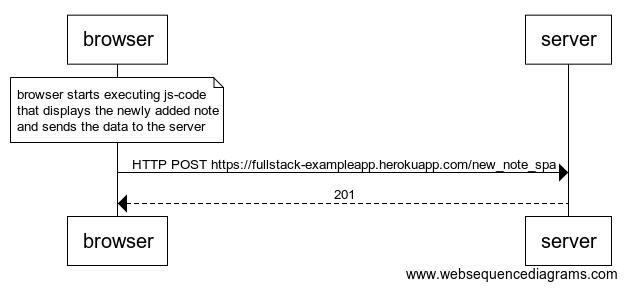 browser
server
browser starts executing js-code
that displays the newly added note
and sends the data to the server
HTTP POST https://fullstack-exampleapp.herokuapp.com/new_note_spa
201
browser
server
www.websequencediagrams.com